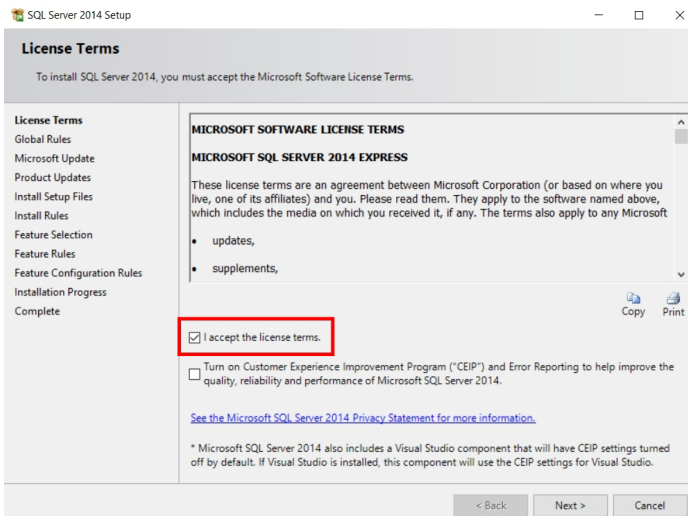 SQL Server 2014 Setup
License Terms
To install SQL Server 2014, you must accept the Microsoft Software License Terms.
License Terms
Global Rules
Microsoft Update
Product Updates
Install Setup Files
Install Rules
Feature Selection
Feature Rules
Feature Configuration Rules
Installation Progress
Complete
MICROSOFT SOFTWARE LICENSE TERMS
MICROSOFT SQL SERVER 2014 EXPRESS
These license terms are an agreement between Microsoft Corporation (or based on where you
live, one of its affiliates) and you. Please read them. They apply to the software named above,
which includes the media on which you received it, if any. The terms also apply to any Microsoft
• updates,
• supplements,
Copy Print
I accept the license terms.
Turn on Customer Experience Improvement Program ("CEIP") and Error Reporting to help improve the
quality, reliability and performance of Microsoft SQL Server 2014.
See the Microsoft SQL Server 2014 Privacy Statement for more information.
* Microsoft SQL Server 2014 also includes a Visual Studio component that will have CEIP settings turned
off by default. If Visual Studio is installed, this component will use the CEIP settings for Visual Studio.
< Back Next > Cancel